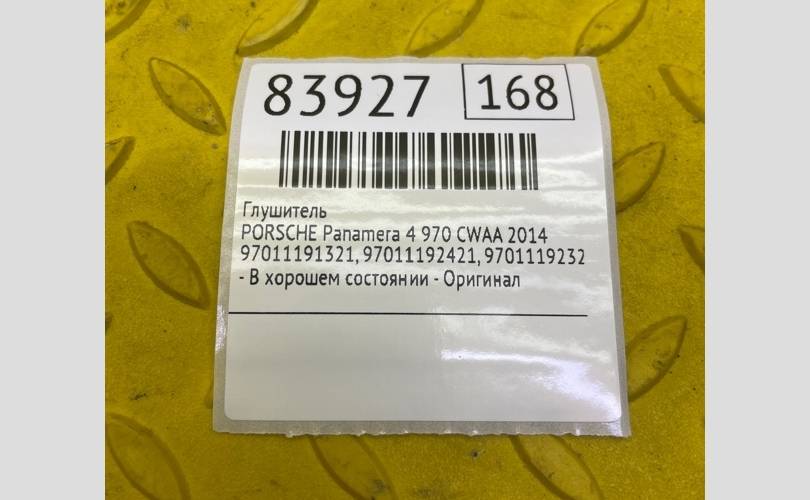 83927 168
Глушитель
PORSCHE Panamera 4 970 CWAA 2014
97011191321, 97011192421, 9701119232
- В хорошем состоянии - Оригинал